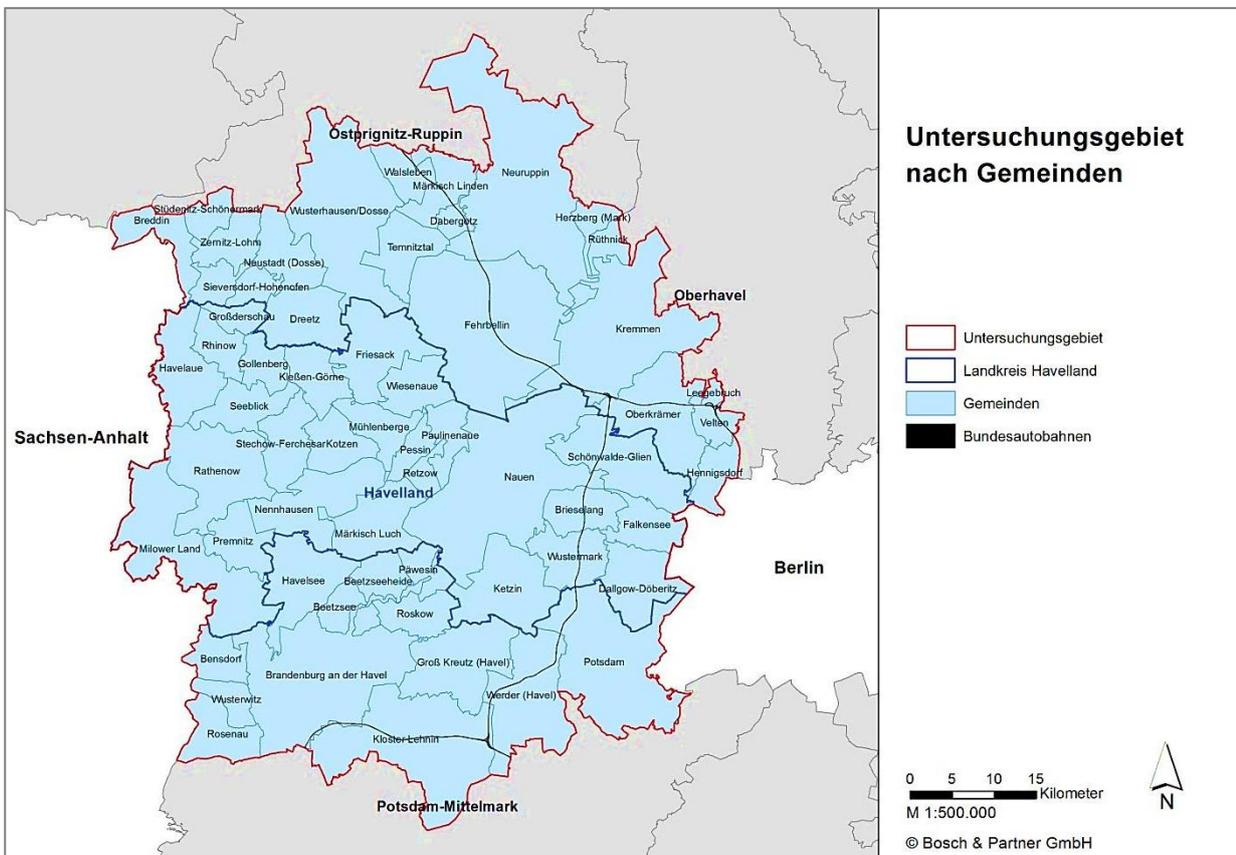 Ostprignitz-Ruppin
Walsleben
Märkisch Linden
Neuruppin
Stüdenitz-Schönermark
Breddin
Wusterhausen/Dosse
Dabergotz
Herzberg (Mark)
Rüthnick
Zernitz-Lohm
Temnitztal
Neustadt (Dosse)
Sieversdorf-Hohenofen
Oberhavel
Großderschau
Dreetz
Fehrbellin
Kremmen
Rhinow
Friesack
Havelaue
Gollenberg
Kleßen-Görne
Wiesenaue
Leegebruch
Seeblick
Oberkrämer
Velten
Mühlenberge
Paulinenaue
Sachsen-Anhalt
Stechow-Ferchesar
Kotzen
Pessin
Schönwalde-Glien
Rathenow
Retzow
Nauen
Hennigsdorf
Havelland
Nennhausen
Brieselang
Falkensee
Milower Land
Premnitz
Märkisch Luch
Wustermark
Päwesin
Havelsee
Beetzseeheide
Ketzin
Dallgow-Döberitz
Berlin
Beetzsee
Roskow
Bensdorf
Brandenburg an der Havel
Groß Kreutz (Havel)
Potsdam
Wusterwitz
Werder (Havel)
Rosenau
Kloster Lehnin
Potsdam-Mittelmark
Untersuchungsgebiet
nach Gemeinden
Untersuchungsgebiet
Landkreis Havelland
Gemeinden
Bundesautobahnen
0 5 10 15
Kilometer
M 1:500.000
N
© Bosch & Partner GmbH